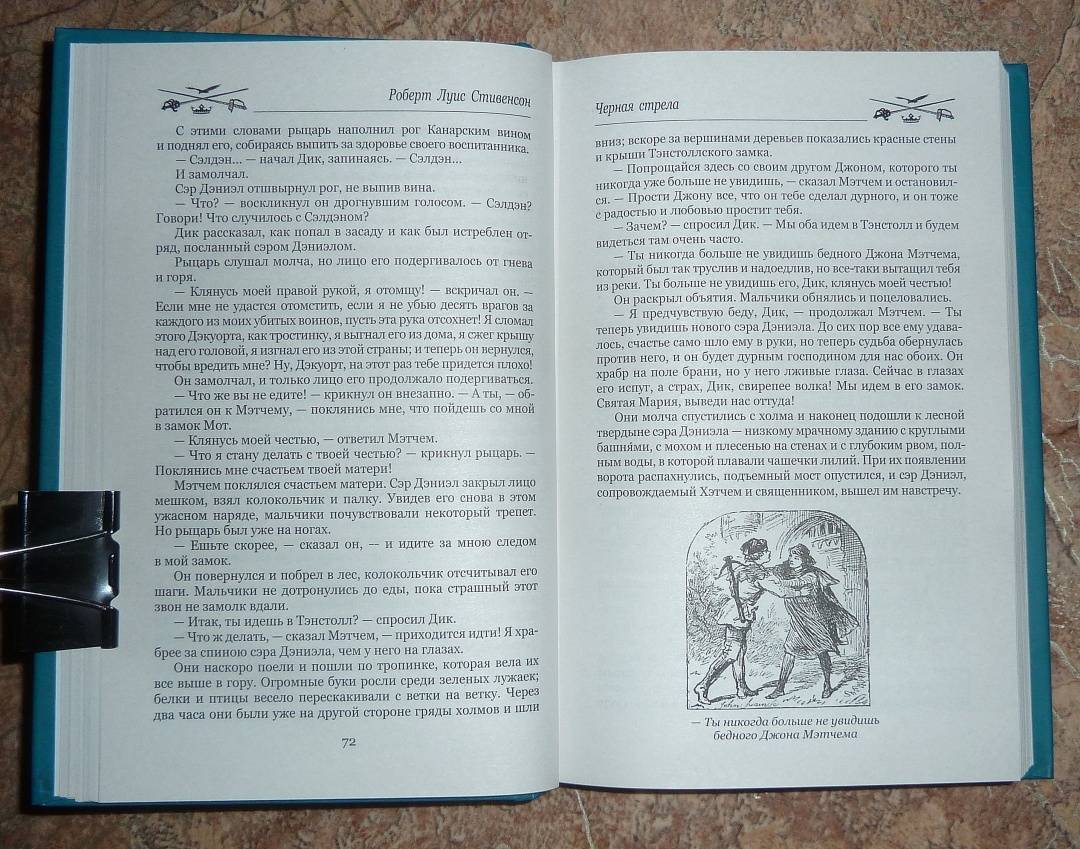 Роберт Луис Стивенсон
С этими словами рыцарь наполнил рог Канарским вином
и поднял его, собираясь выпить за здоровье своего воспитанника.
— Сэлдэн... — начал Дик, запинаясь. — Сэлдэн...
И замолчал.
Сэр Дэниэл отшвырнул рог, не выпив вина.
— Что? — воскликнул он дрогнувшим голосом. — Сэлдэн?
Говори! Что случилось с Сэлдэном?
Дик рассказал, как попал в засаду и как был истреблен от-
ряд, посланный сэром Дэниэлом.
Рыцарь слушал молча, но лицо его подергивалось от гнева
и горя.
— Клянусь моей правой рукой, я отомщу! — вскричал он. —
Если мне не удастся отомстить, если я не убью десять врагов за
каждого из моих убитых воинов, пусть эта рука отсохнет! Я сломал
этого Дэкуорта, как тростинку, я выгнал его из дома, я сжег крышу
над его головой, я изгнал его из этой страны; и теперь он вернулся,
чтобы вредить мне? Ну, Дэкуорт, на этот раз тебе придется плохо!
Он замолчал, и только лицо его продолжало подергиваться.
— Что же вы не едите! — крикнул он внезапно. — А ты, — об-
ратился он к Мэтчему, — поклянись мне, что пойдешь со мной
в замок Мот.
— Клянусь моей честью, — ответил Мэтчем.
— Что я стану делать с твоей честью? — крикнул рыцарь. —
Поклянись мне счастьем твоей матери!
Мэтчем поклялся счастьем матери. Сэр Дэниэл закрыл лицо
мешком, взял колокольчик и палку. Увидев его снова в этом
ужасном наряде, мальчики почувствовали некоторый трепет.
Но рыцарь был уже на ногах.
— Ешьте скорее, — сказал он, — и идите за мною следом
в мой замок.
Он повернулся и побрел в лес, колокольчик отсчитывал его
шаги. Мальчики не дотронулись до еды, пока страшный этот
звон не замолк вдали.
— Итак, ты идешь в Тэнстолл? — спросил Дик.
— Что ж делать, — сказал Мэтчем, — приходится идти! Я хра-
брее за спиною сэра Дэниэла, чем у него на глазах.
Они наскоро поели и пошли по тропинке, которая вела их
все выше в гору. Огромные буки росли среди зеленых лужаек;
белки и птицы весело перескакивали с ветки на ветку. Через
два часа они были уже на другой стороне гряды холмов и шли
72
Черная стрела
вниз; вскоре за вершинами деревьев показались красные стены
и крыши Тэнстоллского замка.
— Попрощайся здесь со своим другом Джоном, которого ты
никогда уже больше не увидишь, — сказал Мэтчем и остановил-
ся. — Прости Джону все, что он тебе сделал дурного, и он тоже
с радостью и любовью простит тебя.
— Зачем? — спросил Дик. — Мы оба идем в Тэнстолл и будем
видеться там очень часто.
— Ты никогда больше не увидишь бедного Джона Мэтчема,
который был так труслив и надоедлив, но все-таки вытащил тебя
из реки. Ты больше не увидишь его, Дик, клянусь моей честью!
Он раскрыл объятия. Мальчики обнялись и поцеловались.
— Я предчувствую беду, Дик, — продолжал Мэтчем. — Ты
теперь увидишь нового сэра Дэниэла. До сих пор все ему удава-
лось, счастье само шло ему в руки, но теперь судьба обернулась
против него, и он будет дурным господином для нас обоих. Он
храбр на поле брани, но у него лживые глаза. Сейчас в глазах
его испуг, а страх, Дик, свирепее волка! Мы идем в его замок.
Святая Мария, выведи нас оттуда!
Они молча спустились с холма и наконец подошли к лесной
твердыне сэра Дэниэла — низкому мрачному зданию с круглыми
башнями, с мохом и плесенью на стенах и с глубоким рвом, пол-
ным воды, в которой плавали чашечки лилий. При их появлении
ворота распахнулись, подъемный мост опустился, и сэр Дэниэл,
сопровождаемый Хэтчем и священником, вышел им навстречу.
— Ты никогда больше не увидишь
бедного Джона Мэтчема